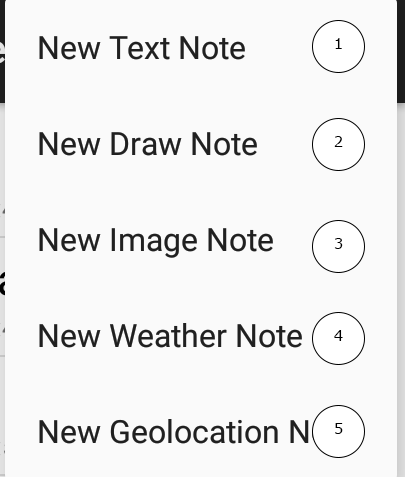 New Text Note 1
New Draw Note 2
New Image Note 3
New Weather Note 4
New Geolocation N 5